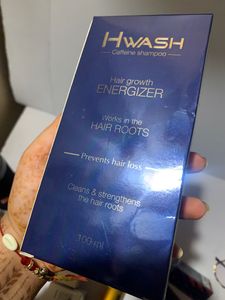 HWASH
Caffeine shampoo
Hair growth
ENERGIZER
Works in the
HAIR ROOTS
Prevents hair loss
Cleans & strengthens
the hair roots
100 ml